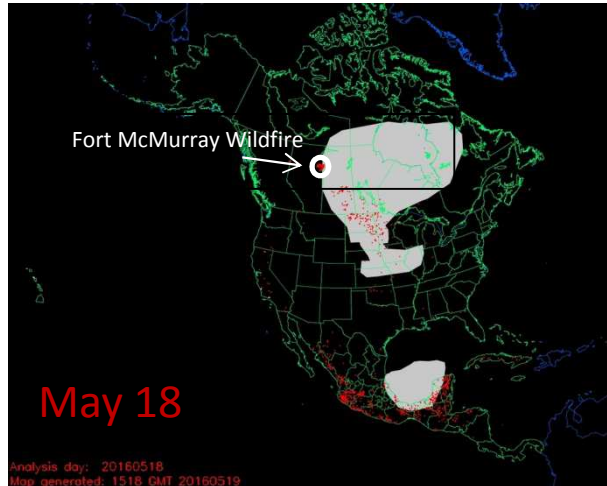 Fort McMurray Wildfire
May 18
Analysis day: 20160518
Map generated: 1518 GMT 20160519